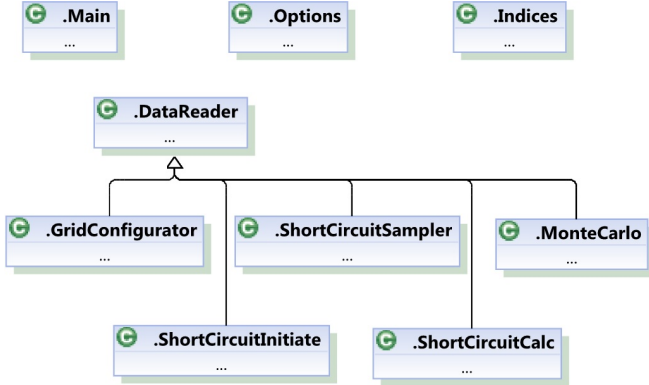 C .Main
...
C .Options
...
C .Indices
...
C .DataReader
...
C .GridConfigurator
...
C .ShortCircuitSampler
...
C .MonteCarlo
...
C .ShortCircuitInitiate
...
C .ShortCircuitCalc
...